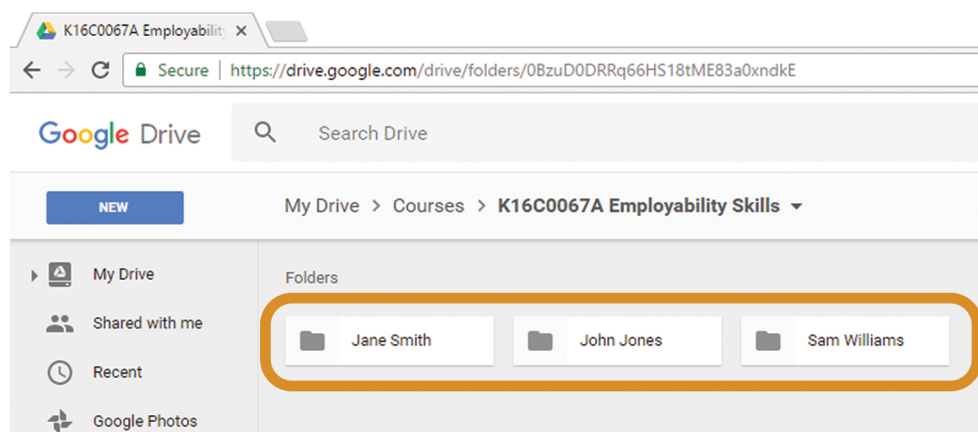 K16C0067A Employability
Secure
https://drive.google.com/drive/folders/0BzuD0DRRq66HS18tME83a0xndkE
Google Drive
Search Drive
NEW
My Drive > Courses > K16C0067A Employability Skills
My Drive
Shared with me
Recent
Google Photos
Folders
Jane Smith
John Jones
Sam Williams